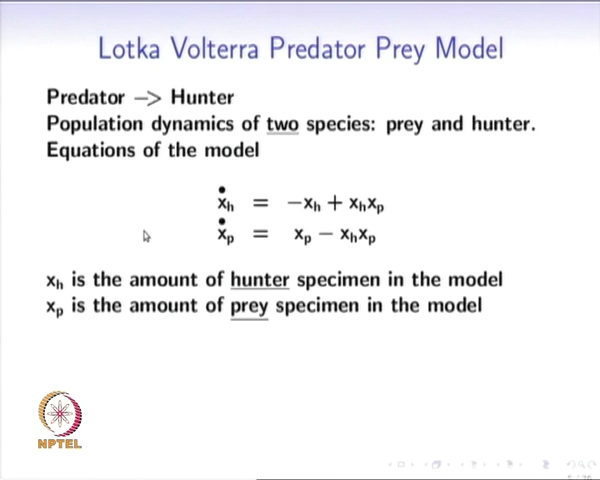 Lotka Volterra Predator Prey Model
Predator −> Hunter
Population dynamics of two species: prey and hunter.
Equations of the model
ẋₕ = −xₕ + xₕxₚ
ẋₚ = xₚ − xₕxₚ
xₕ is the amount of hunter specimen in the model
xₚ is the amount of prey specimen in the model
NPTEL